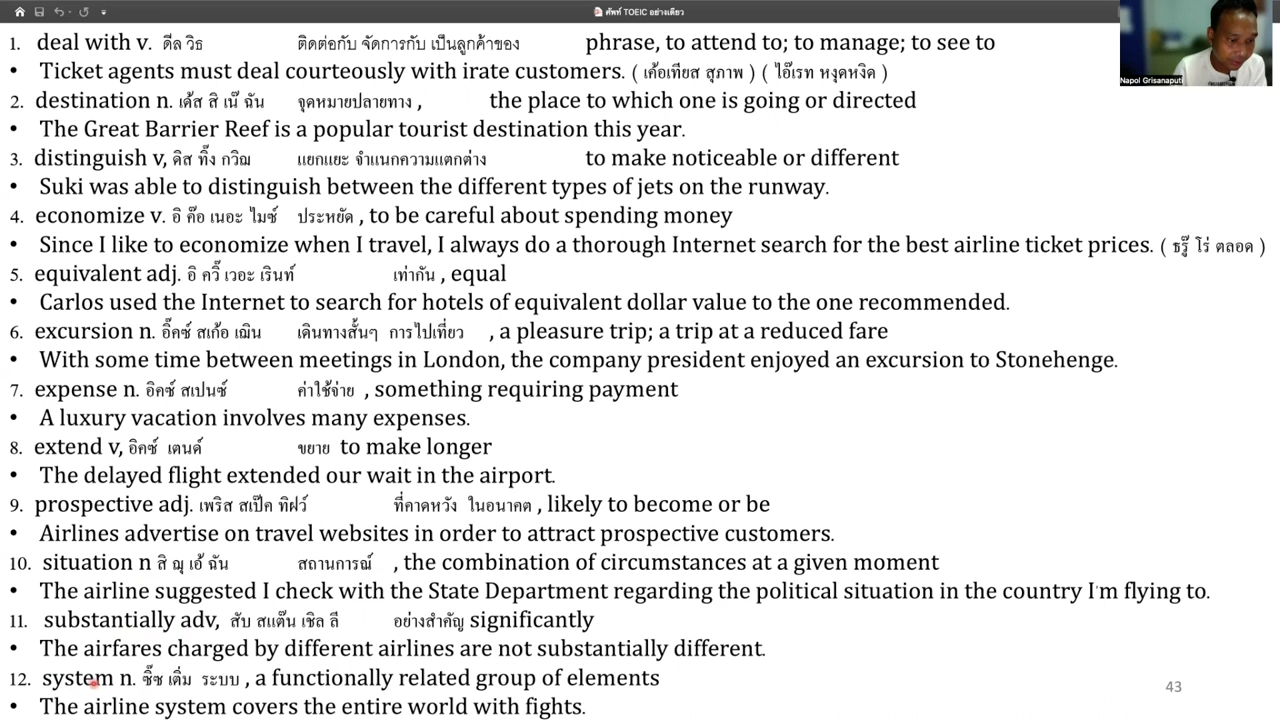 ศัพท์ TOEIC อย่างเดียว
Napol Grisanaputi
1. deal with v. ดีล วิธ ติดต่อกับ จัดการกับ เป็นลูกค้าของ phrase, to attend to; to manage; to see to
• Ticket agents must deal courteously with irate customers. ( เค้อเทียส สุภาพ ) ( ไอ๊เรท หงุดหงิด )
2. destination n. เด้ส สิ เน๊ ฉัน จุดหมายปลายทาง , the place to which one is going or directed
• The Great Barrier Reef is a popular tourist destination this year.
3. distinguish v, ดิส ทิ้ง กวิฌ แยกแยะ จำแนกความแตกต่าง to make noticeable or different
• Suki was able to distinguish between the different types of jets on the runway.
4. economize v. อิ ค๊อ เนอะ ไมซ์ ประหยัด , to be careful about spending money
• Since I like to economize when I travel, I always do a thorough Internet search for the best airline ticket prices. ( ธรู๊ โร่ ตลอด )
5. equivalent adj. อิ ควิ๊ เวอะ เรินท์ เท่ากัน , equal
• Carlos used the Internet to search for hotels of equivalent dollar value to the one recommended.
6. excursion n. อิ๊คซ์ สเก้อ เฌิน เดินทางสั้นๆ การไปเที่ยว , a pleasure trip; a trip at a reduced fare
• With some time between meetings in London, the company president enjoyed an excursion to Stonehenge.
7. expense n. อิคซ์ สเปนซ์ ค่าใช้จ่าย , something requiring payment
• A luxury vacation involves many expenses.
8. extend v, อิคซ์ เตนด์ ขยาย to make longer
• The delayed flight extended our wait in the airport.
9. prospective adj. เพริส สเป๊ค ทิฝว์ ที่คาดหวัง ในอนาคต , likely to become or be
• Airlines advertise on travel websites in order to attract prospective customers.
10. situation n สิ ฌุ เอ้ ฉัน สถานการณ์ , the combination of circumstances at a given moment
• The airline suggested I check with the State Department regarding the political situation in the country I'm flying to.
11. substantially adv, สับ สแต๊น เชิล ลี อย่างสำคัญ significantly
• The airfares charged by different airlines are not substantially different.
12. system n. ซิ๊ซ เติ่ม ระบบ , a functionally related group of elements
• The airline system covers the entire world with fights.
43